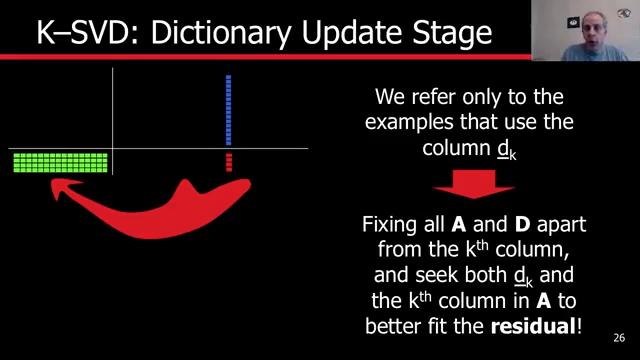 K–SVD: Dictionary Update Stage
We refer only to the
examples that use the
column dk
Fixing all A and D apart
from the kth column,
and seek both dk and
the kth column in A to
better fit the residual!
26